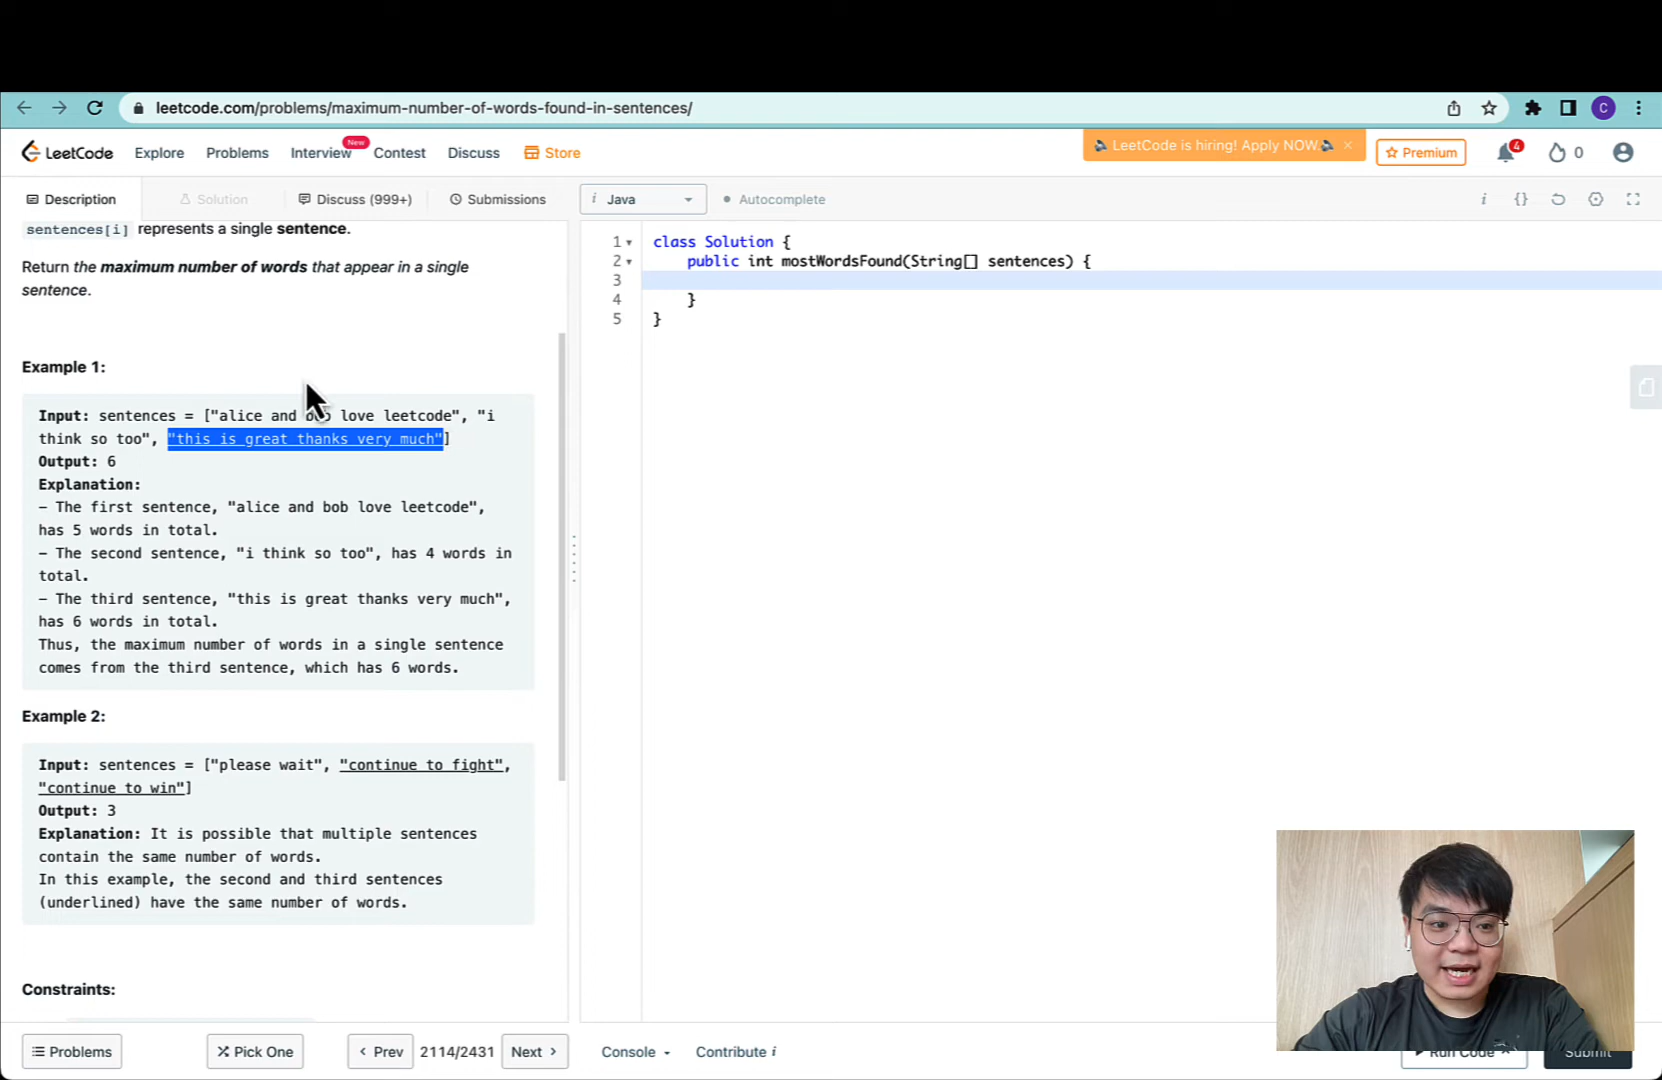 leetcode.com/problems/maximum-number-of-words-found-in-sentences/
C
LeetCode
Explore
Problems
Interview
New
Contest
Discuss
Store
LeetCode is hiring! Apply NOW
×
Premium
4
0
Description
Solution
Discuss (999+)
Submissions
i
Java
Autocomplete
i
{}
sentences[i] represents a single sentence.
Return the maximum number of words that appear in a single
sentence.
Example 1:
Input: sentences = ["alice and bob love leetcode", "i
think so too", "this is great thanks very much"]
Output: 6
Explanation:
- The first sentence, "alice and bob love leetcode",
has 5 words in total.
- The second sentence, "i think so too", has 4 words in
total.
- The third sentence, "this is great thanks very much",
has 6 words in total.
Thus, the maximum number of words in a single sentence
comes from the third sentence, which has 6 words.
Example 2:
Input: sentences = ["please wait", "continue to fight",
"continue to win"]
Output: 3
Explanation: It is possible that multiple sentences
contain the same number of words.
In this example, the second and third sentences
(underlined) have the same number of words.
Constraints:
1 class Solution {
2 public int mostWordsFound(String[] sentences) {
3
4 }
5 }
Problems
Pick One
Prev
2114/2431
Next
Console
Contribute i
Run Code
Submit